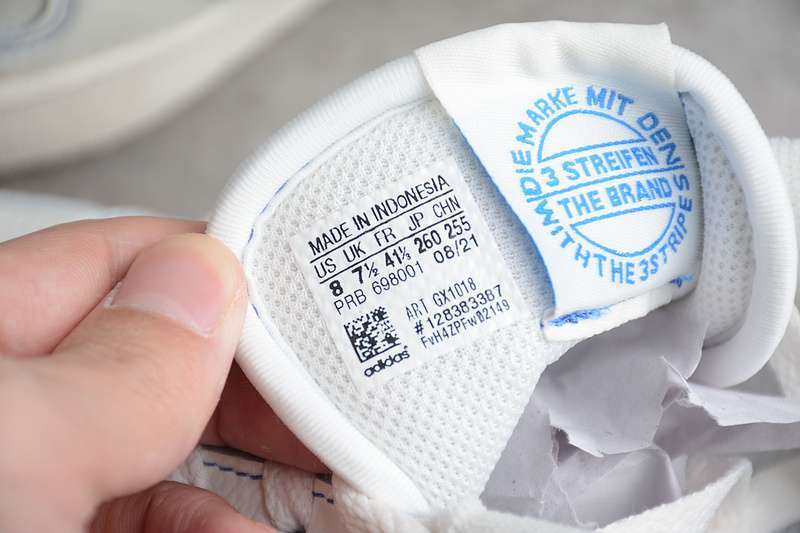 MADE IN INDONESIA
US UK FR JP CHN
8 7½ 41⅓ 260 255
PRB 698001 08/21
ART GX1018
#128383387
FvH4ZPFwB2149
adidas
DIE MARKE MIT DEN
3 STREIFEN
THE BRAND
WITH THE 3 STRIPES